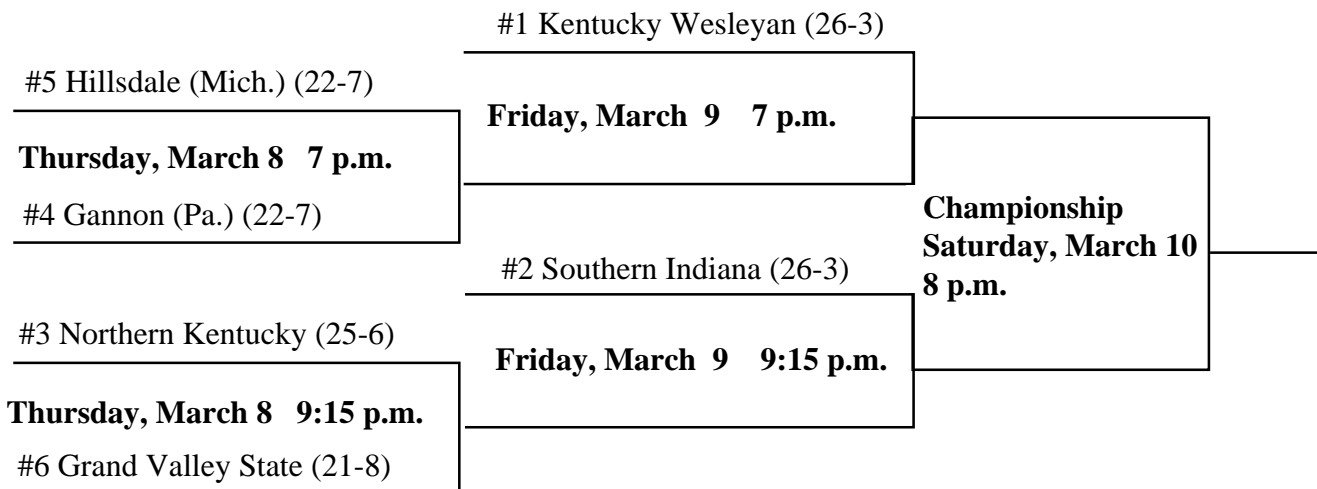 #1 Kentucky Wesleyan (26-3)
#5 Hillsdale (Mich.) (22-7)
Friday, March 9 7 p.m.
Thursday, March 8 7 p.m.
#4 Gannon (Pa.) (22-7)
Championship
Saturday, March 10
8 p.m.
#2 Southern Indiana (26-3)
#3 Northern Kentucky (25-6)
Friday, March 9 9:15 p.m.
Thursday, March 8 9:15 p.m.
#6 Grand Valley State (21-8)